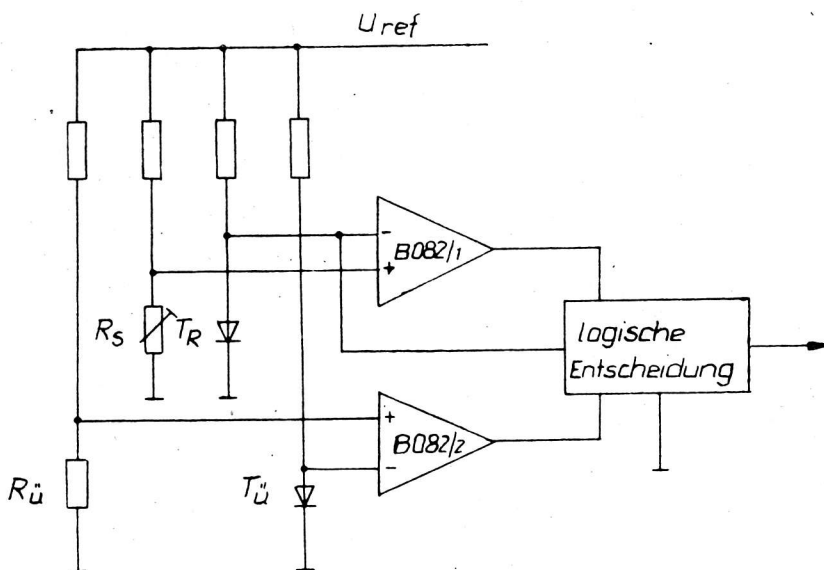 Uref
B082/1
RS
TR
logische
Entscheidung
B082/2
Rü
Tü